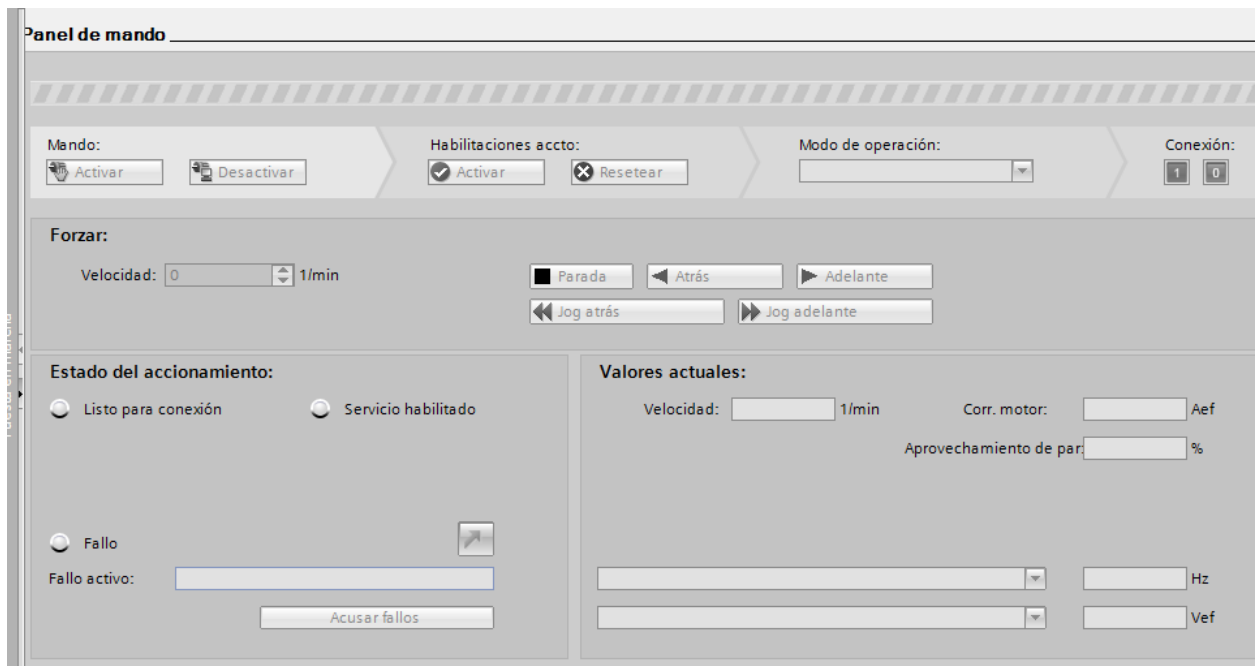 Panel de mando
Mando:
Activar
Desactivar
Habilitaciones accto:
Activar
Resetear
Modo de operación:
Conexión:
1
0
Forzar:
Velocidad: 0 1/min
Parada
Atrás
Adelante
Jog atrás
Jog adelante
Estado del accionamiento:
Listo para conexión
Servicio habilitado
Fallo
Fallo activo:
Acusar fallos
Valores actuales:
Velocidad: 1/min
Corr. motor: Aef
Aprovechamiento de par: %
Hz
Vef